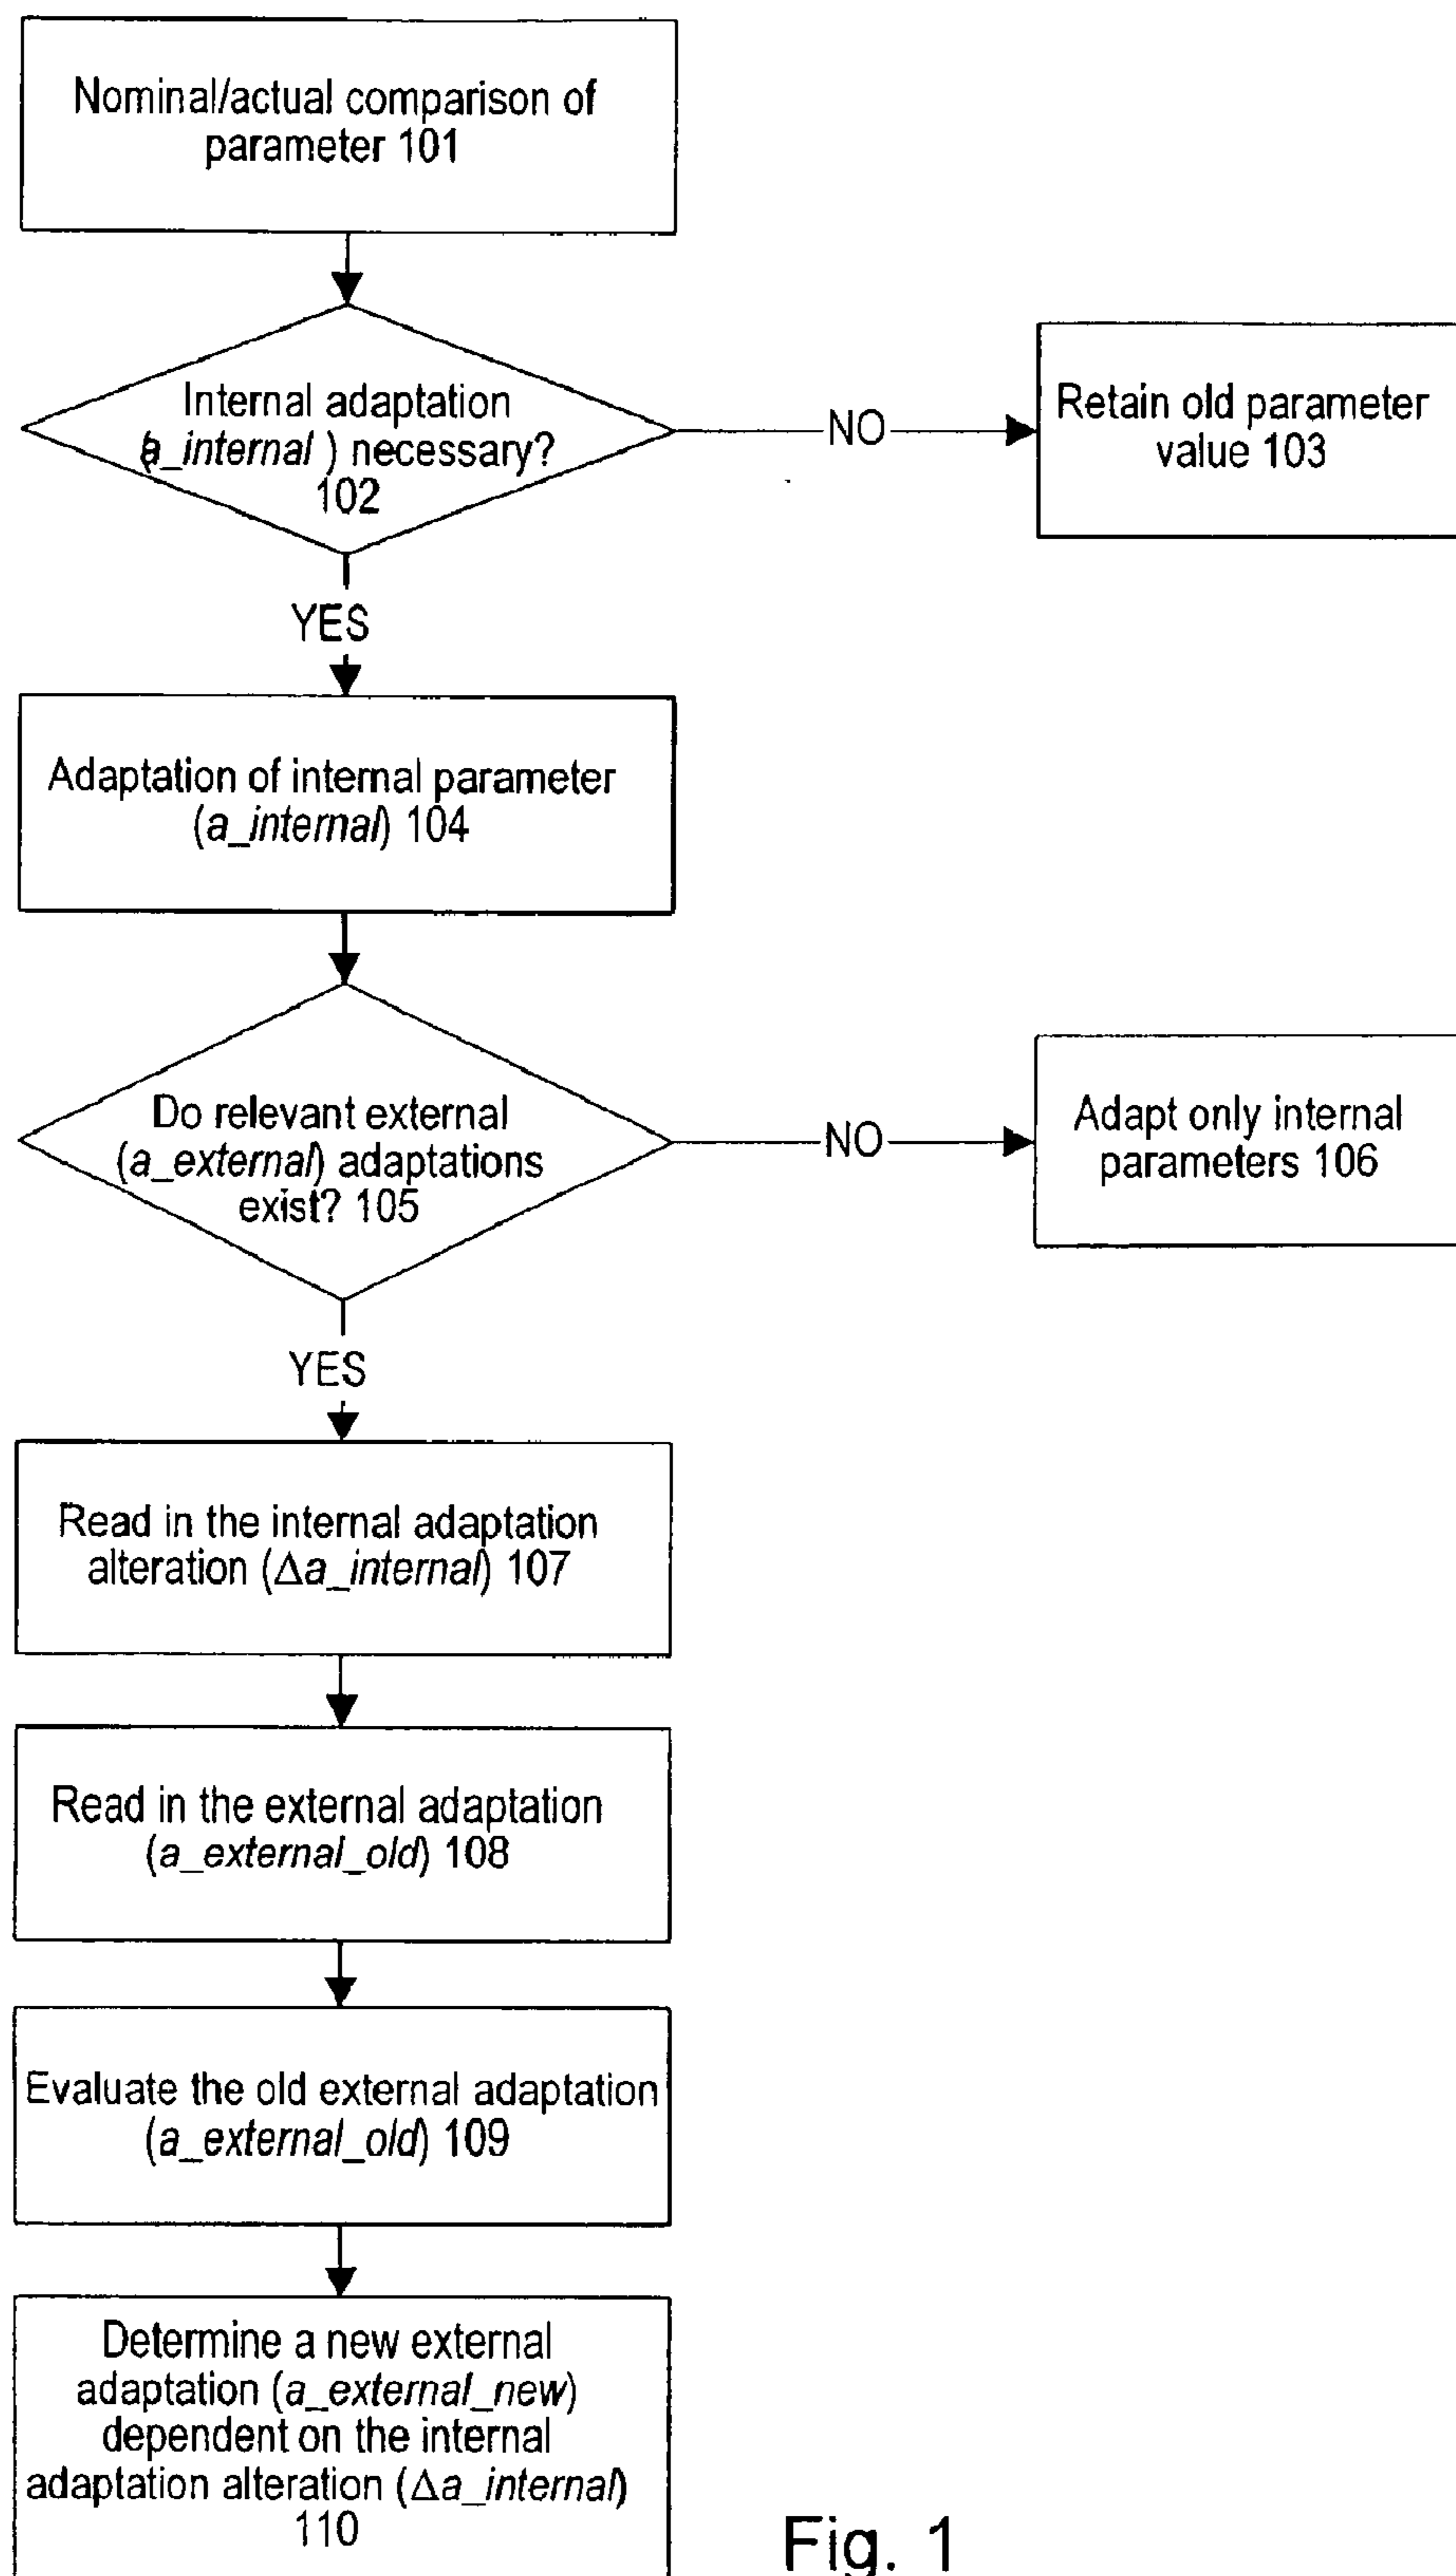 Nominal/actual comparison of
parameter 101
Internal adaptation
(a_internal ) necessary?
102
NO
Retain old parameter
value 103
YES
Adaptation of internal parameter
(a_internal) 104
Do relevant external
(a_external) adaptations
exist? 105
NO
Adapt only internal
parameters 106
YES
Read in the internal adaptation
alteration (Δa_internal) 107
Read in the external adaptation
(a_external_old) 108
Evaluate the old external adaptation
(a_external_old) 109
Determine a new external
adaptation (a_external_new)
dependent on the internal
adaptation alteration (Δa_internal)
110
Fig. 1